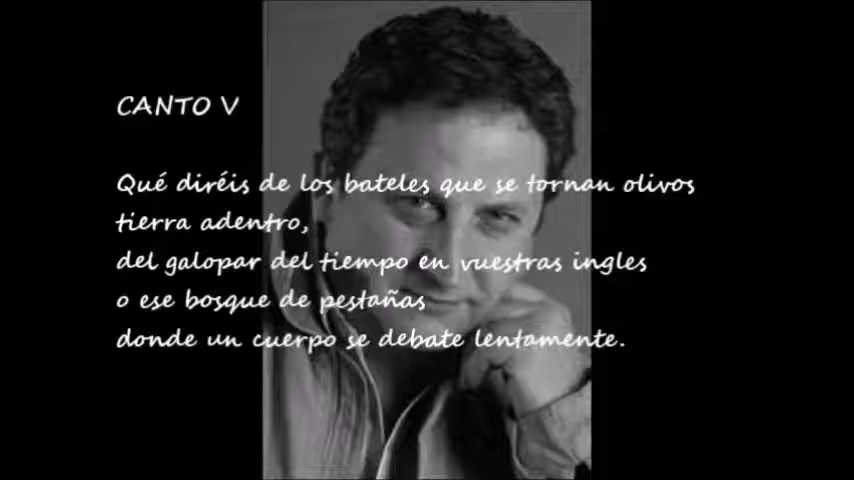 CANTO V
Qué diréis de los bateles que se tornan olivos
tierra adentro,
del galopar del tiempo en vuestras ingles
o ese bosque de pestañas
donde un cuerpo se debate lentamente.